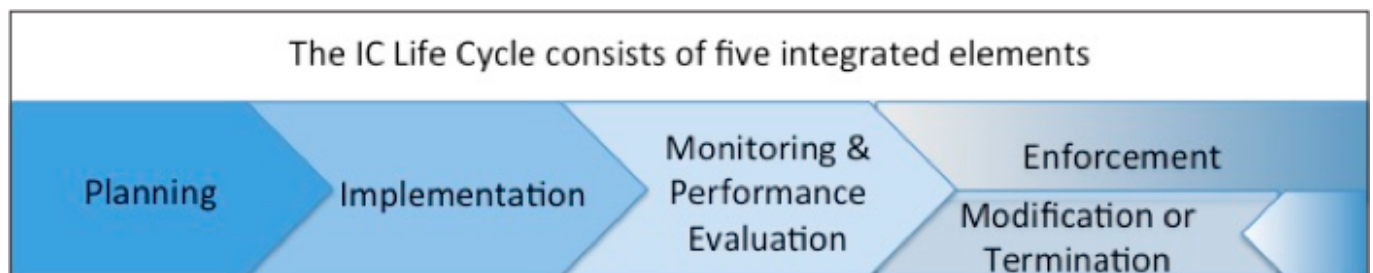 The IC Life Cycle consists of five integrated elements
Planning
Implementation
Monitoring &
Performance
Evaluation
Enforcement
Modification or
Termination